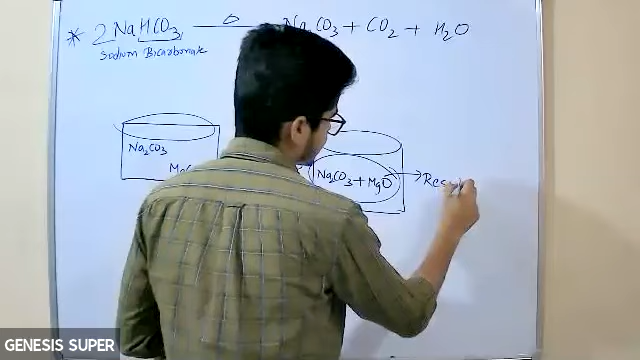 * 2NaHCO₃ → Δ Na₂CO₃ + CO₂ + H₂O
Sodium Bicarbonate
Na₂CO₃
Na₂CO₃ + MgO →
GENESIS SUPER